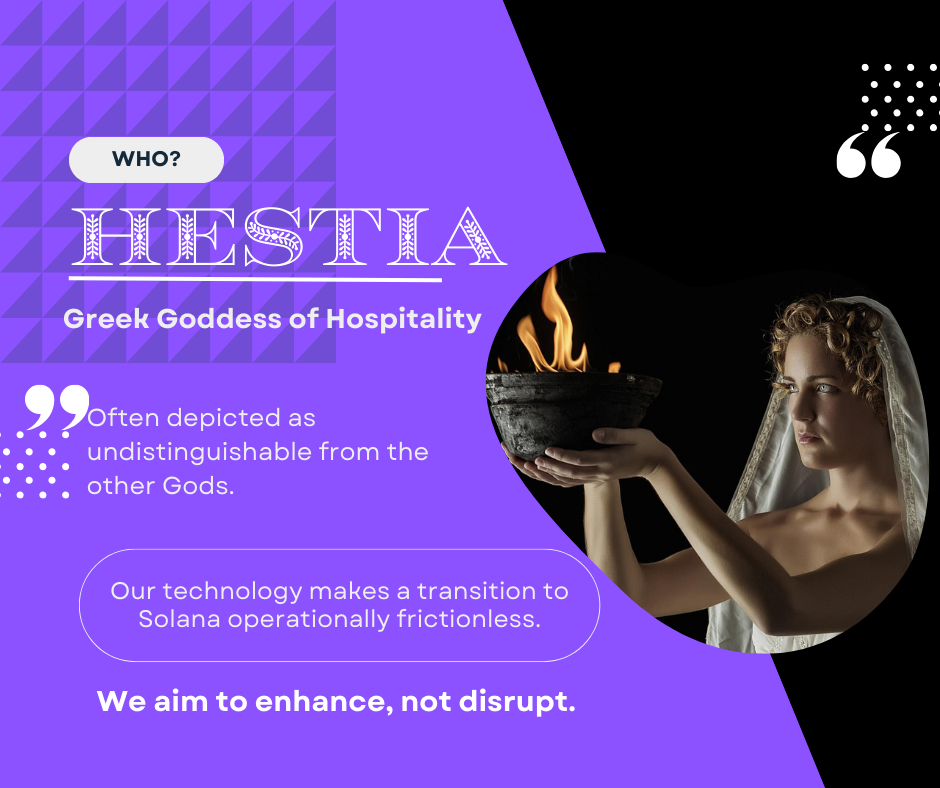 WHO?
HESTIA
Greek Goddess of Hospitality
Often depicted as
undistinguishable from the
other Gods.
Our technology makes a transition to
Solana operationally frictionless.
We aim to enhance, not disrupt.